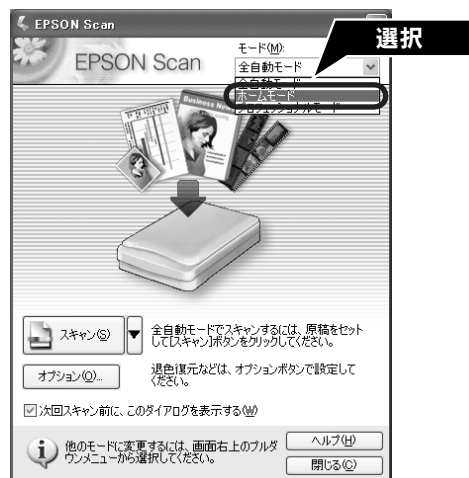 EPSON Scan
選択
EPSON Scan
モード(M):
全自動モード
全自動モード
ホームモード
プロフェッショナルモード
Business News
スキャン(S)
全自動モードでスキャンするには、原稿をセット
して[スキャン]ボタンをクリックしてください。
オプション(O)...
退色復元などは、オプションボタンで設定して
ください。
次回スキャン前に、このダイアログを表示する(W)
他のモードに変更するには、画面右上のプルダ
ウンメニューから選択してください。
ヘルプ(H)
閉じる(C)